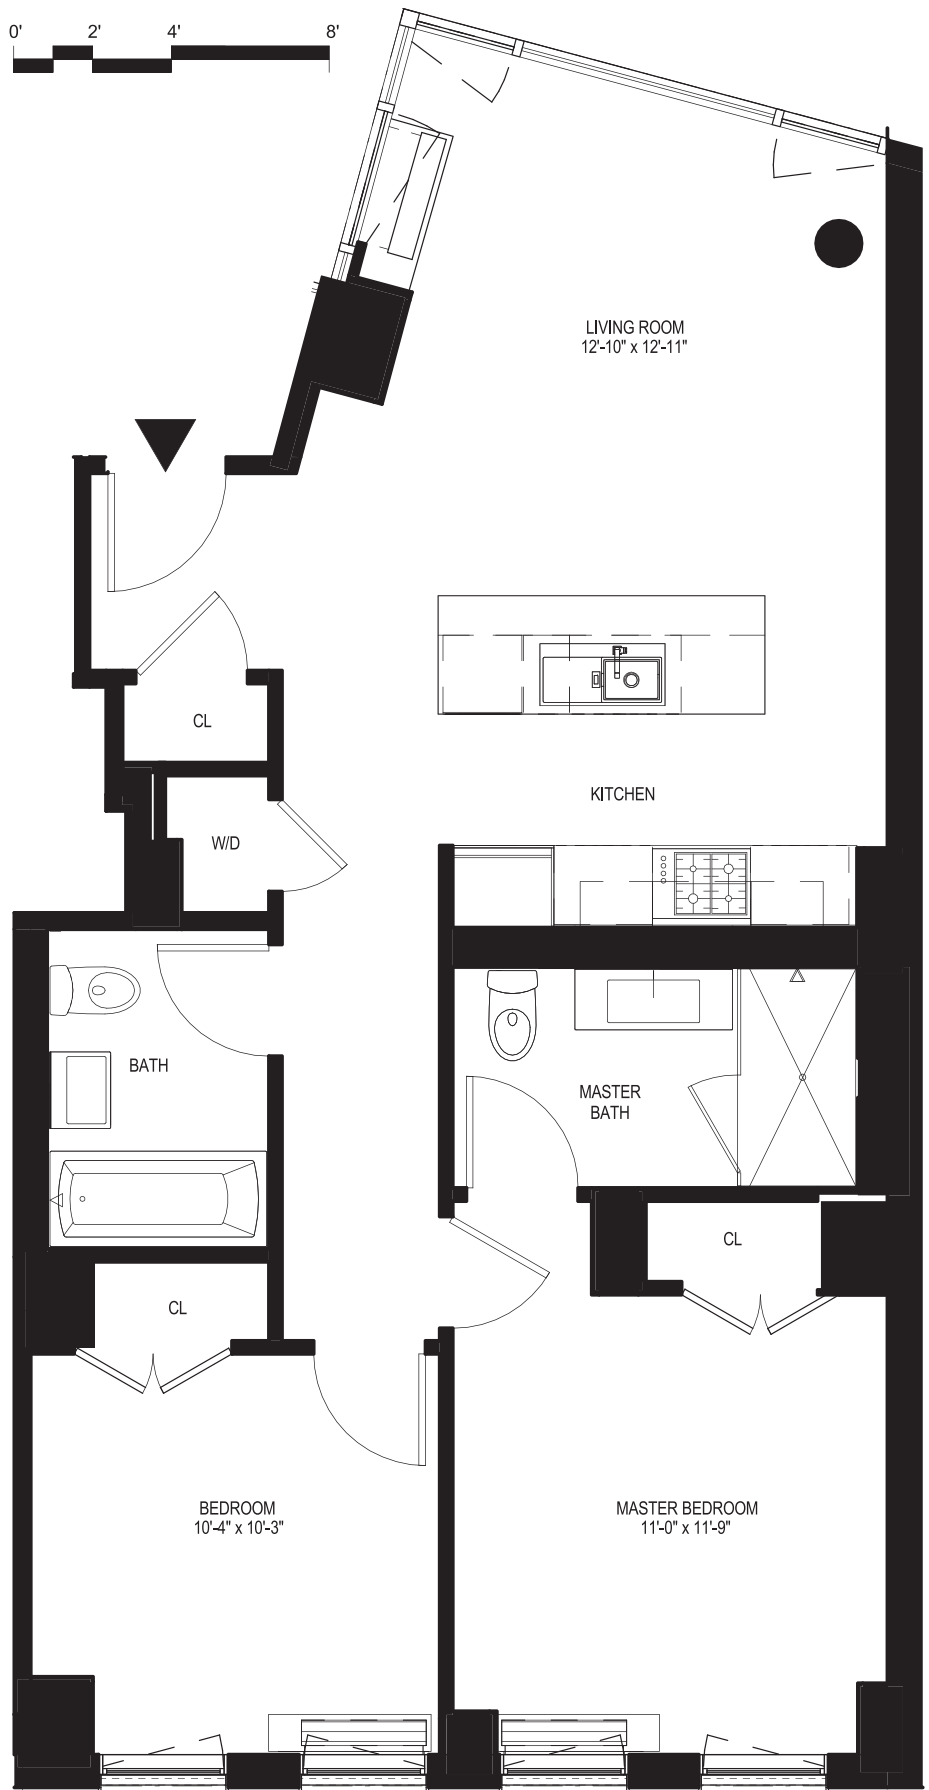 0' 2' 4' 8'
LIVING ROOM
12'-10" x 12'-11"
CL
KITCHEN
W/D
BATH
MASTER
BATH
CL
CL
BEDROOM
10'-4" x 10'-3"
MASTER BEDROOM
11'-0" x 11'-9"